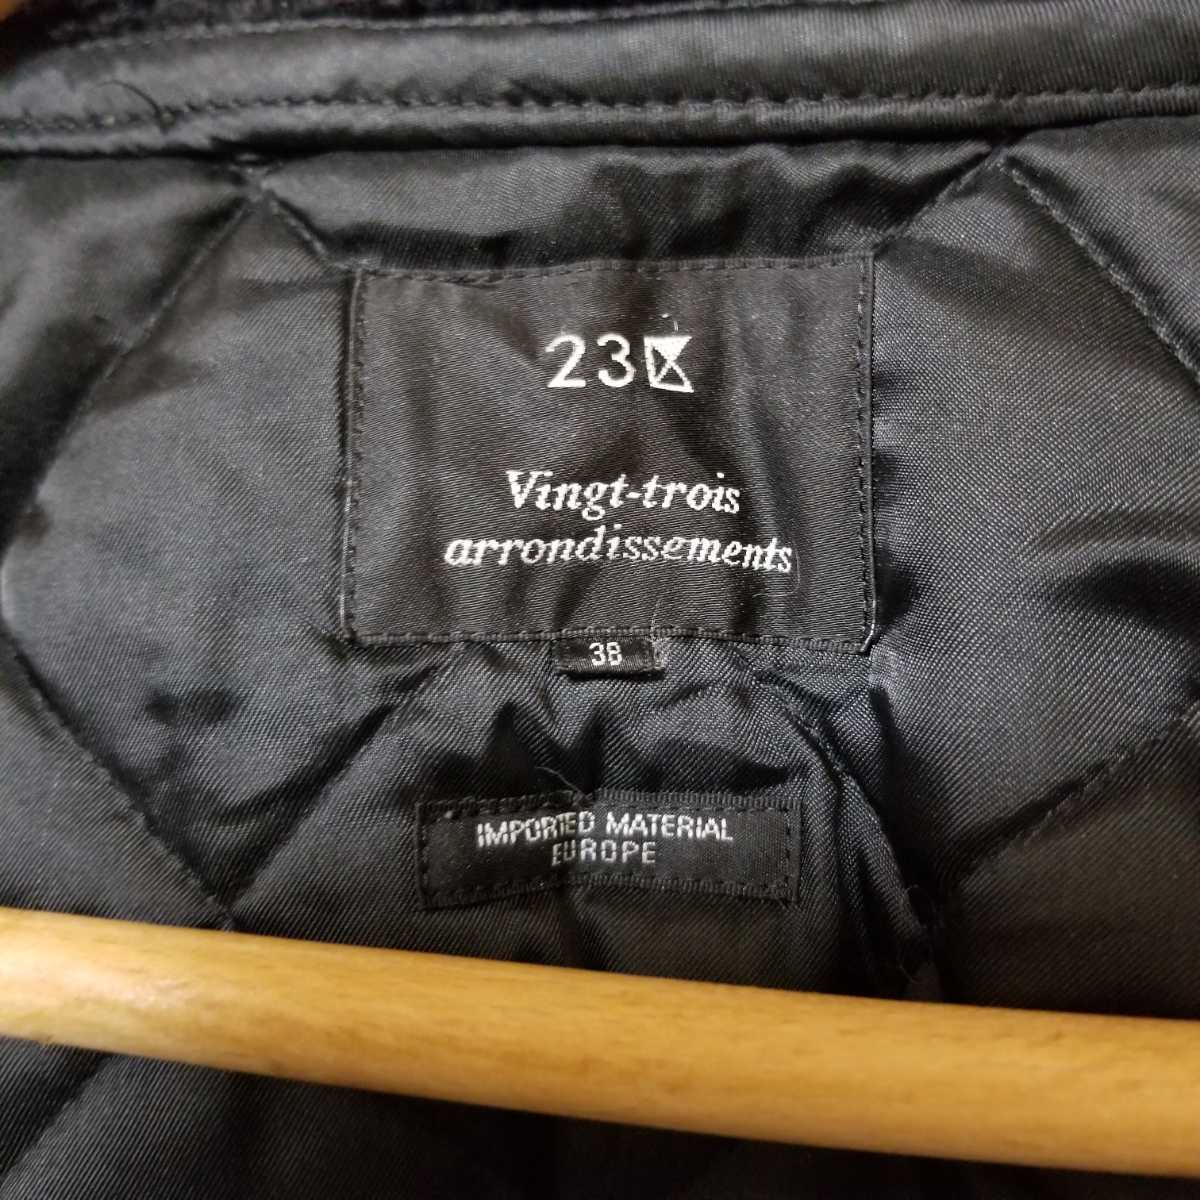 23区
Vingt-trois
arrondissements
38
IMPORTED MATERIAL
EUROPE